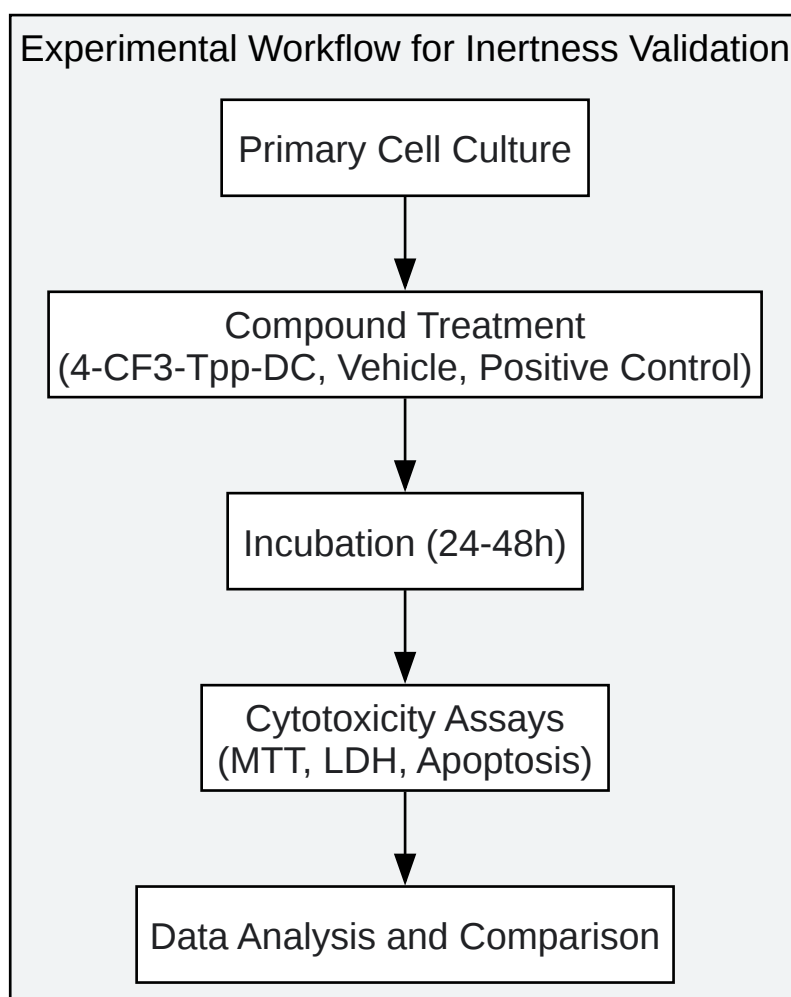 Experimental Workflow for Inertness Validation
Primary Cell Culture
Compound Treatment
(4-CF3-Tpp-DC, Vehicle, Positive Control)
Incubation (24-48h)
Cytotoxicity Assays
(MTT, LDH, Apoptosis)
Data Analysis and Comparison